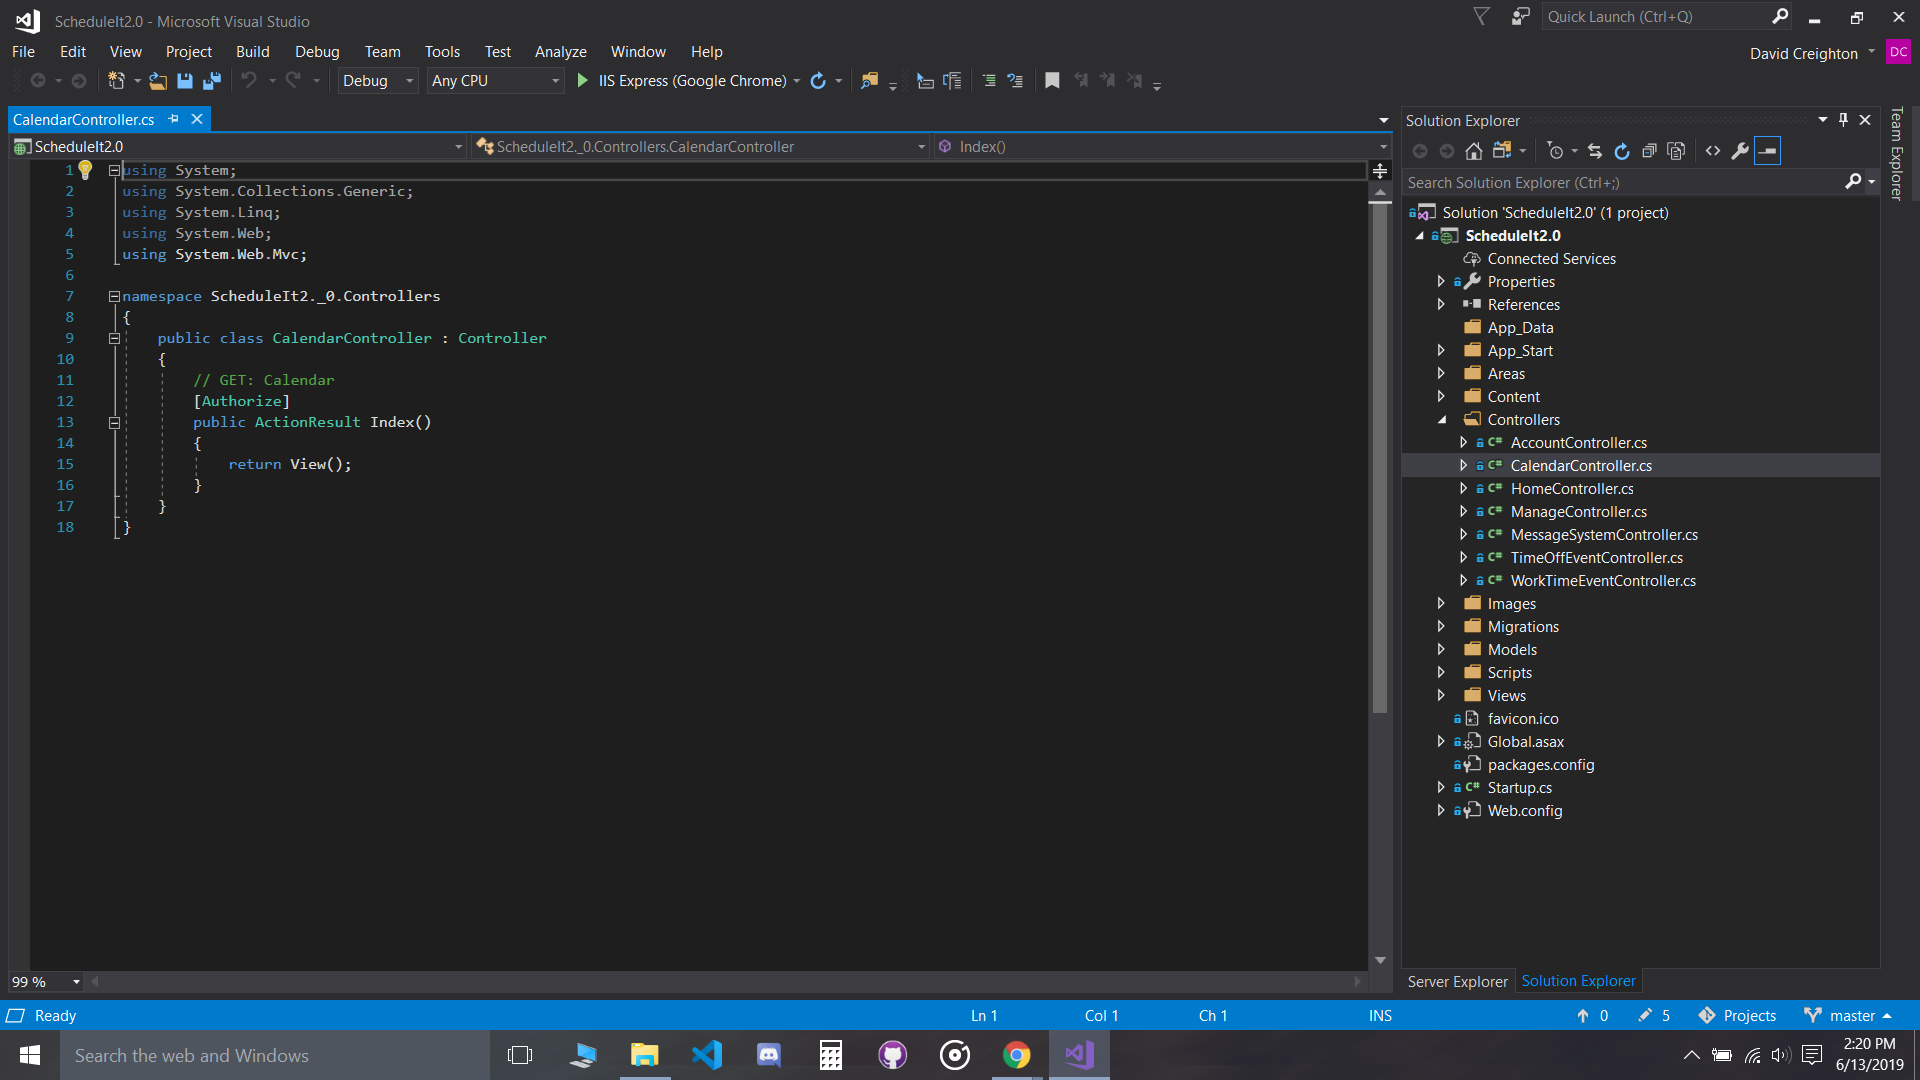 ScheduleIt2.0 - Microsoft Visual Studio
Quick Launch (Ctrl+Q)
File Edit View Project Build Debug Team Tools Test Analyze Window Help
David Creighton DC
Debug Any CPU IIS Express (Google Chrome)
CalendarController.cs
ScheduleIt2.0 ScheduleIt2._0.Controllers.CalendarController Index()
1 using System;
2 using System.Collections.Generic;
3 using System.Linq;
4 using System.Web;
5 using System.Web.Mvc;
6
7 namespace ScheduleIt2._0.Controllers
8 {
9 public class CalendarController : Controller
10 {
11 // GET: Calendar
12 [Authorize]
13 public ActionResult Index()
14 {
15 return View();
16 }
17 }
18 }
99 %
Solution Explorer
Search Solution Explorer (Ctrl+;)
Solution 'ScheduleIt2.0' (1 project)
ScheduleIt2.0
Connected Services
Properties
References
App_Data
App_Start
Areas
Content
Controllers
C# AccountController.cs
C# CalendarController.cs
C# HomeController.cs
C# ManageController.cs
C# MessageSystemController.cs
C# TimeOffEventController.cs
C# WorkTimeEventController.cs
Images
Migrations
Models
Scripts
Views
favicon.ico
Global.asax
packages.config
C# Startup.cs
Web.config
Server Explorer Solution Explorer
Team Explorer
Ready Ln 1 Col 1 Ch 1 INS 0 5 Projects master
Search the web and Windows
2:20 PM
6/13/2019